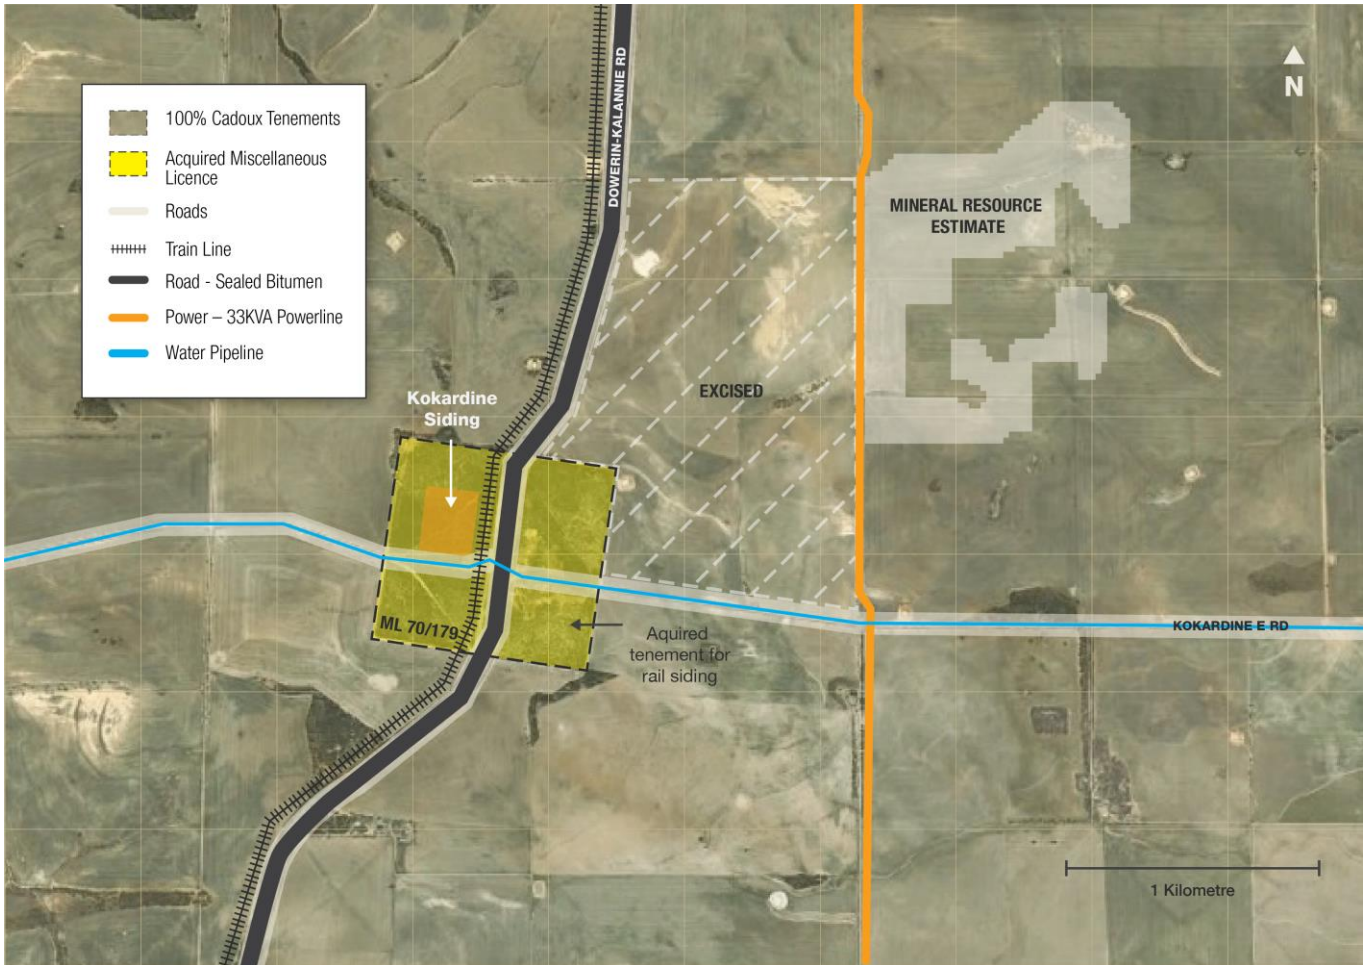 100% Cadoux Tenements
Acquired Miscellaneous
Licence
Roads
Train Line
Road - Sealed Bitumen
Power – 33KVA Powerline
Water Pipeline
DOWERIN-KALANNIE RD
N
MINERAL RESOURCE
ESTIMATE
EXCISED
Kokardine
Siding
ML 70/179
Aquired
tenement for
rail siding
KOKARDINE E RD
1 Kilometre